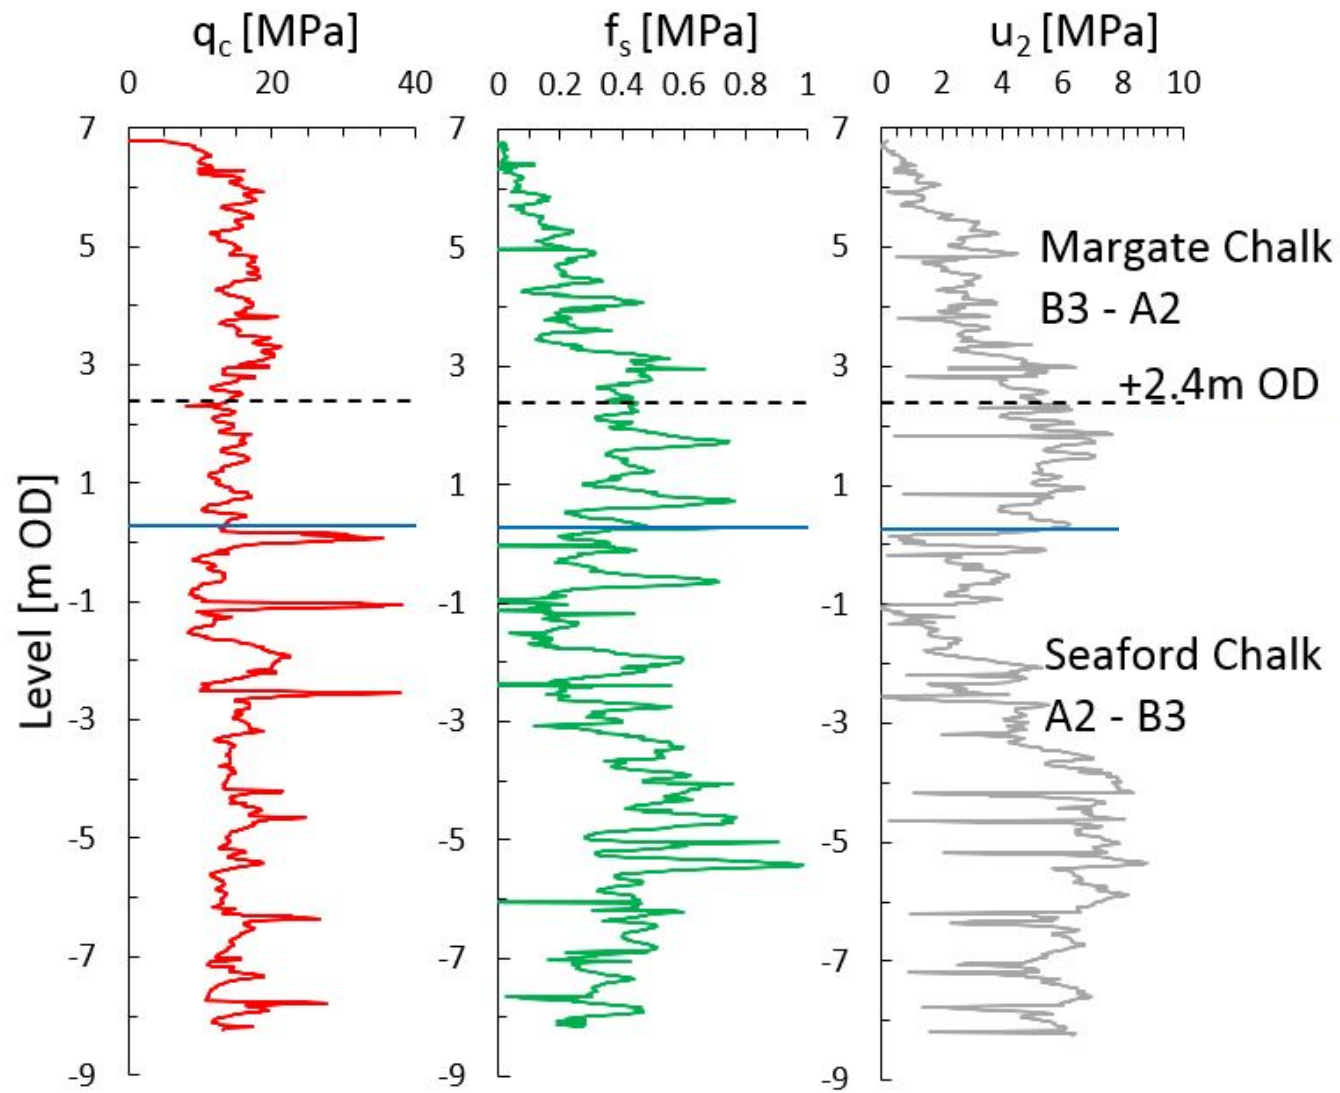 qc [MPa] fs [MPa] u2 [MPa]
0 20 40 0 0.2 0.4 0.6 0.8 1 0 2 4 6 8 10
7 7 7
5 5 5
Margate Chalk
B3 - A2
3 3 3
+2.4m OD
1 1 1
Level [m OD]
-1 -1 -1
Seaford Chalk
A2 - B3
-3 -3 -3
-5 -5 -5
-7 -7 -7
-9 -9 -9